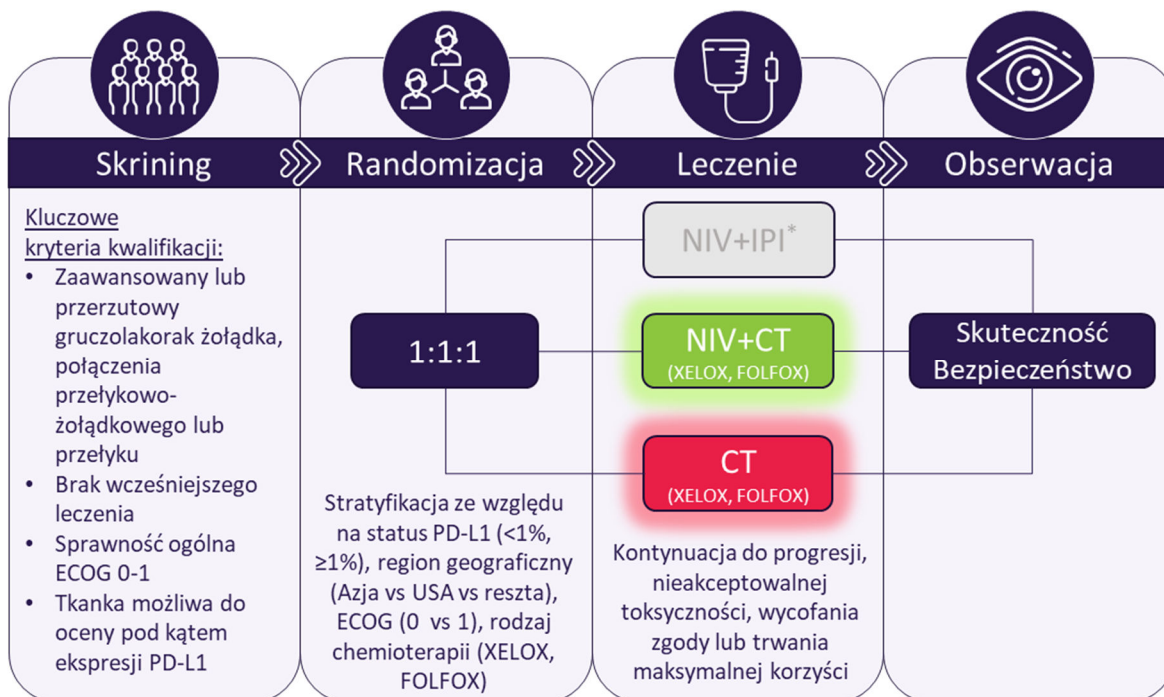 Skrining
Randomizacja
Leczenie
Obserwacja
Kluczowe
kryteria kwalifikacji:
• Zaawansowany lub
przerzutowy
gruczolakorak żołądka,
połączenia
przełykowo-
żołądkowego lub
przełyku
• Brak wcześniejszego
leczenia
• Sprawność ogólna
ECOG 0-1
• Tkanka możliwa do
oceny pod kątem
ekspresji PD-L1
1:1:1
Stratyfikacja ze względu
na status PD-L1 (<1%,
≥1%), region geograficzny
(Azja vs USA vs reszta),
ECOG (0 vs 1), rodzaj
chemioterapii (XELOX,
FOLFOX)
NIV+IPI*
NIV+CT
(XELOX, FOLFOX)
CT
(XELOX, FOLFOX)
Kontynuacja do progresji,
nieakceptowalnej
toksyczności, wycofania
zgody lub trwania
maksymalnej korzyści
Skuteczność
Bezpieczeństwo